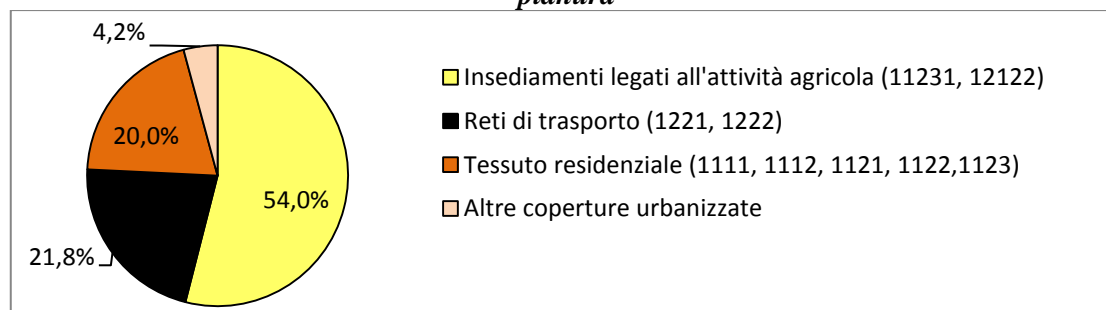 pianura
4,2%
20,0%
54,0%
21,8%
Insediamenti legati all'attività agricola (11231, 12122)
Reti di trasporto (1221, 1222)
Tessuto residenziale (1111, 1112, 1121, 1122,1123)
Altre coperture urbanizzate